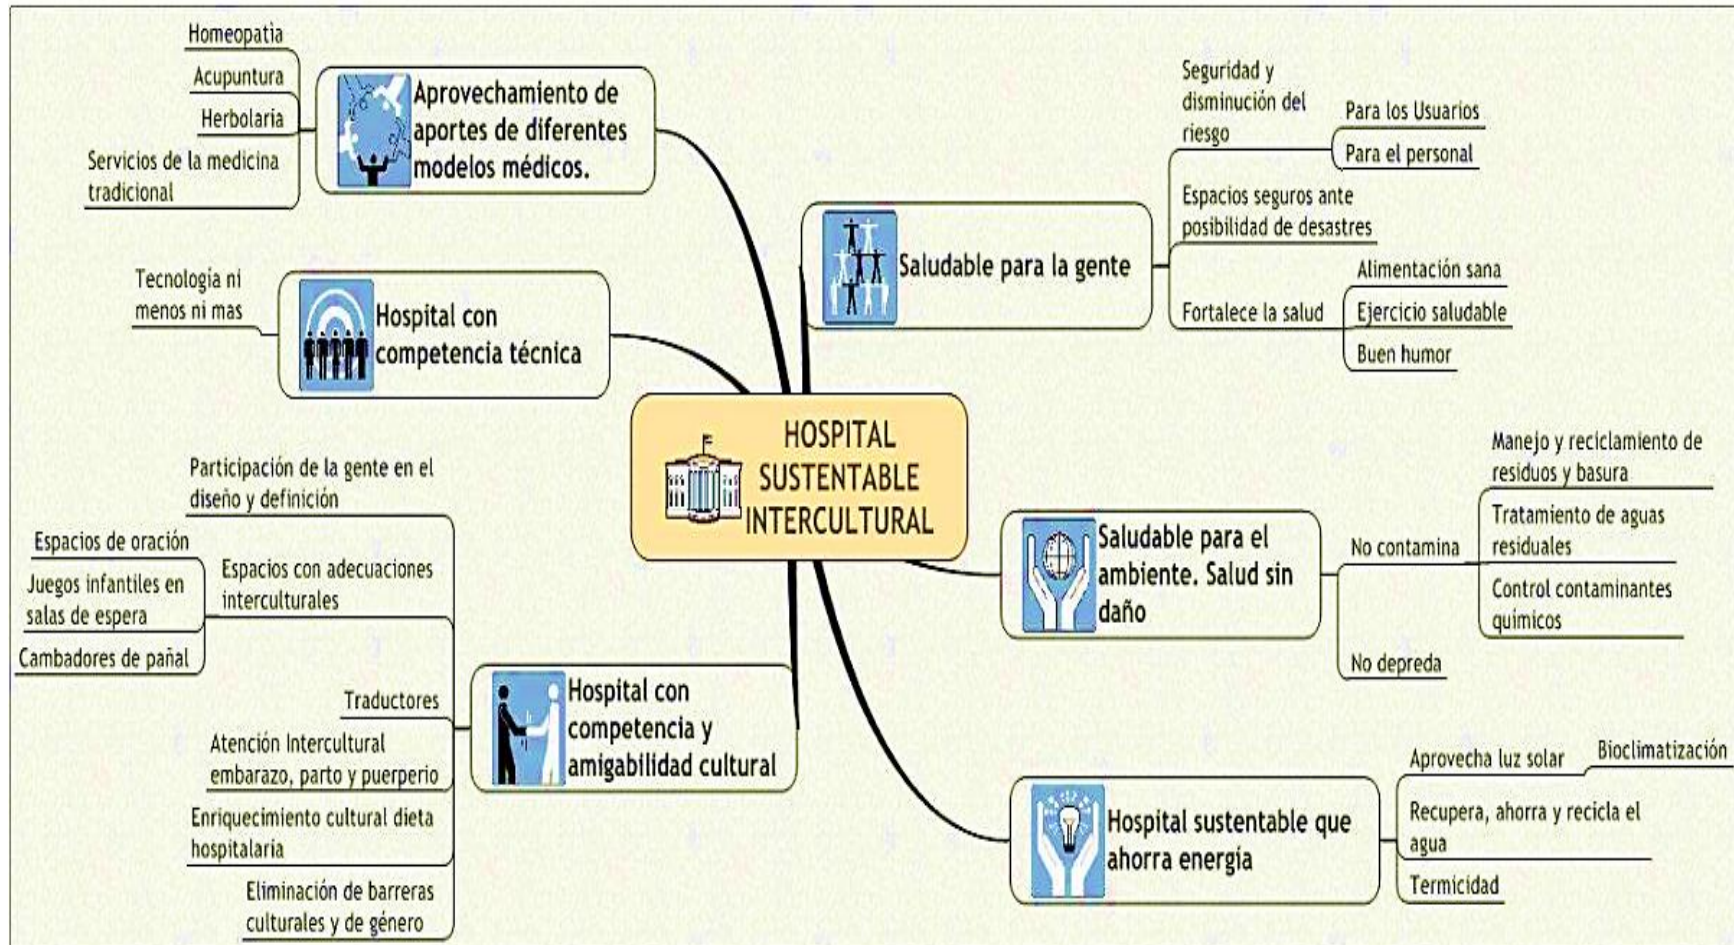 Homeopatìa
Acupuntura
Herbolaria
Servicios de la medicina
tradicional
Aprovechamiento de
aportes de diferentes
modelos médicos.
Tecnología ni
menos ni mas
Hospital con
competencia técnica
HOSPITAL
SUSTENTABLE
INTERCULTURAL
Saludable para la gente
Seguridad y
disminución del
riesgo
Para los Usuarios
Para el personal
Espacios seguros ante
posibilidad de desastres
Fortalece la salud
Alimentación sana
Ejercicio saludable
Buen humor
Saludable para el
ambiente. Salud sin
daño
No contamina
Manejo y reciclamiento de
residuos y basura
Tratamiento de aguas
residuales
Control contaminantes
químicos
No depreda
Hospital sustentable que
ahorra energía
Aprovecha luz solar
Bioclimatización
Recupera, ahorra y recicla el
agua
Termicidad
Hospital con
competencia y
amigabilidad cultural
Participación de la gente en el
diseño y definición
Espacios con adecuaciones
interculturales
Espacios de oración
Juegos infantiles en
salas de espera
Cambadores de pañal
Traductores
Atención Intercultural
embarazo, parto y puerperio
Enriquecimiento cultural dieta
hospitalaria
Eliminación de barreras
culturales y de género